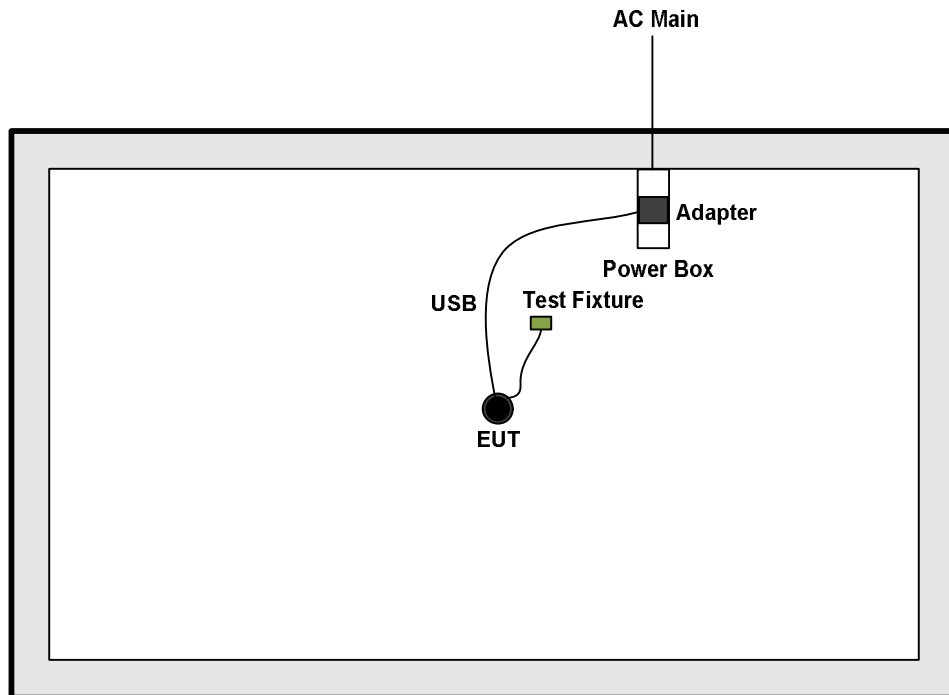 AC Main
Adapter
Power Box
USB
Test Fixture
EUT